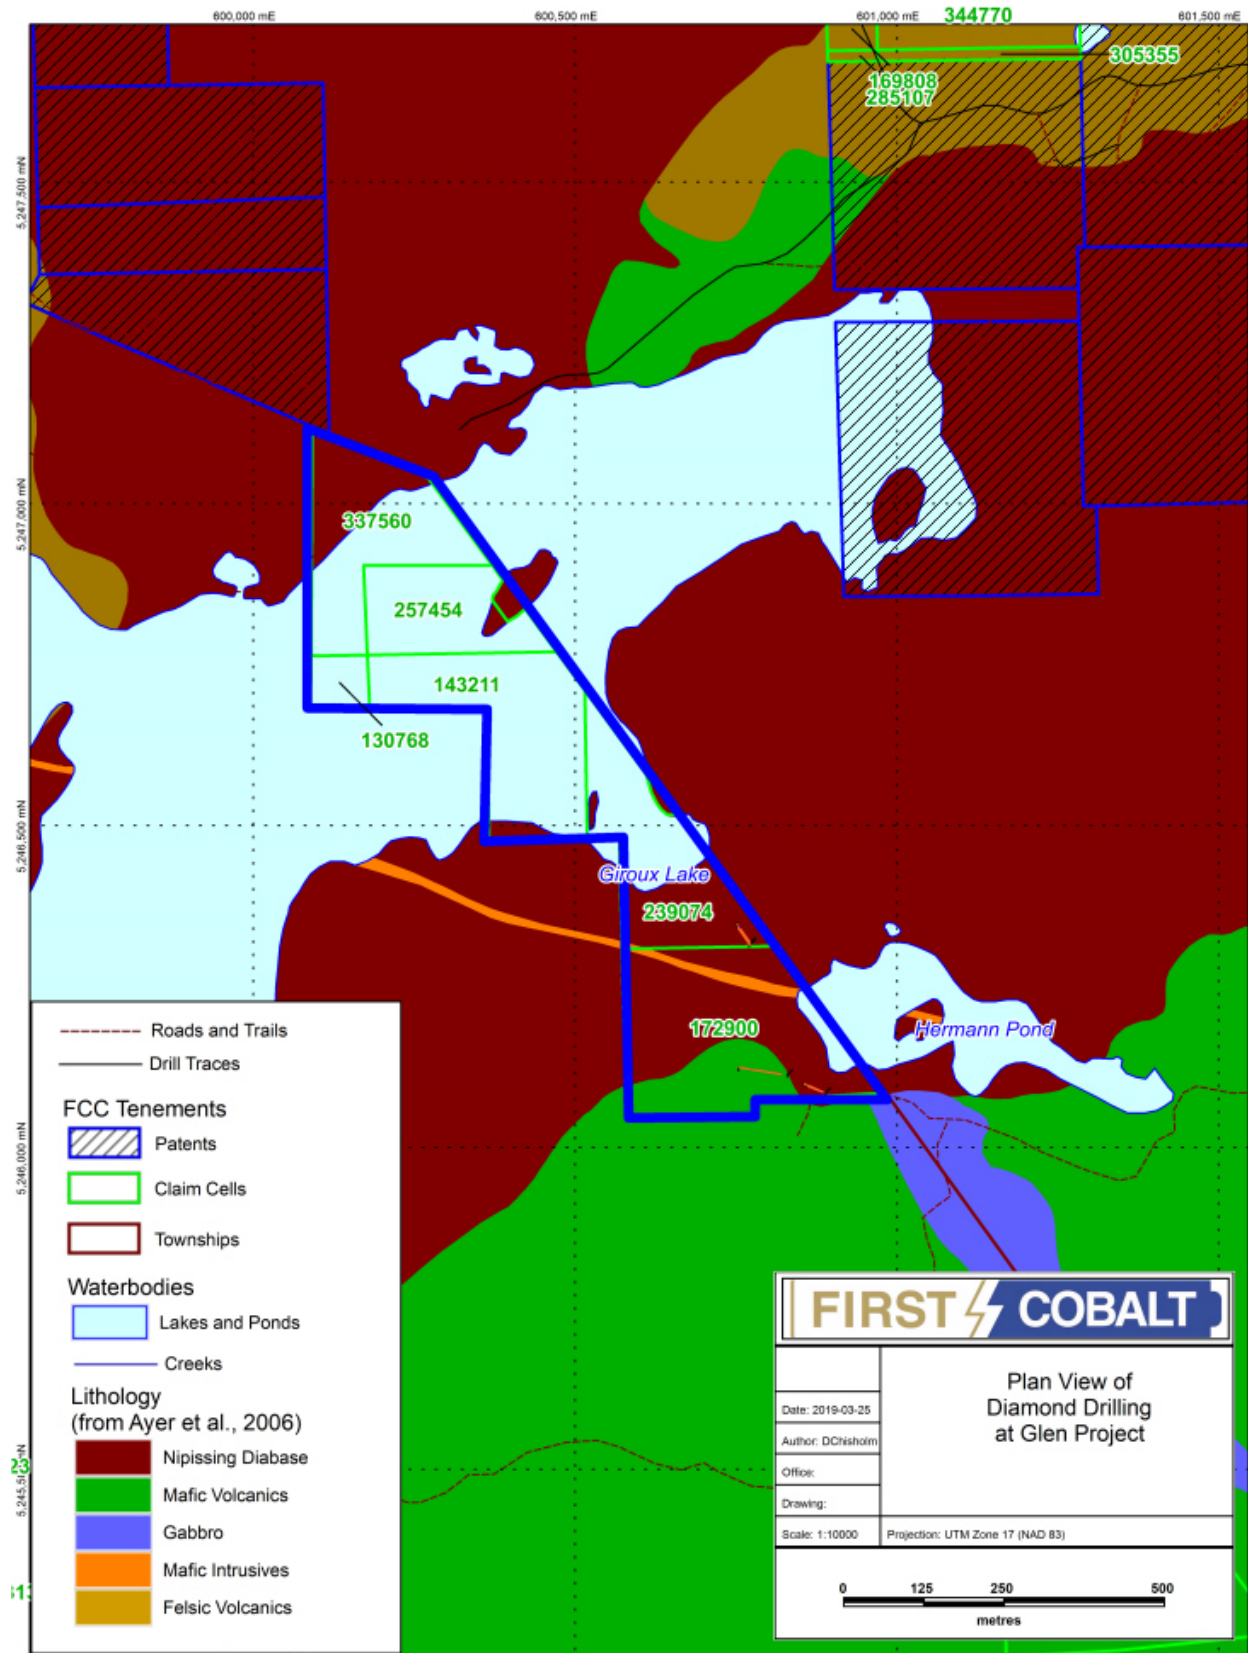 600,000 mE
600,500 mE
601,000 mE
601,500 mE
344770
305355
169808
285107
5,247,500 mN
5,247,000 mN
337560
257454
143211
130768
5,246,500 mN
Giroux Lake
239074
172900
Hermann Pond
5,246,000 mN
Roads and Trails
Drill Traces
FCC Tenements
Patents
Claim Cells
Townships
Waterbodies
Lakes and Ponds
Creeks
Lithology
(from Ayer et al., 2006)
Nipissing Diabase
Mafic Volcanics
Gabbro
Mafic Intrusives
Felsic Volcanics
FIRST COBALT
Plan View of
Diamond Drilling
at Glen Project
Date: 2019-03-25
Author: DChisholm
Office:
Drawing:
Scale: 1:10000
Projection: UTM Zone 17 (NAD 83)
0 125 250 500
metres